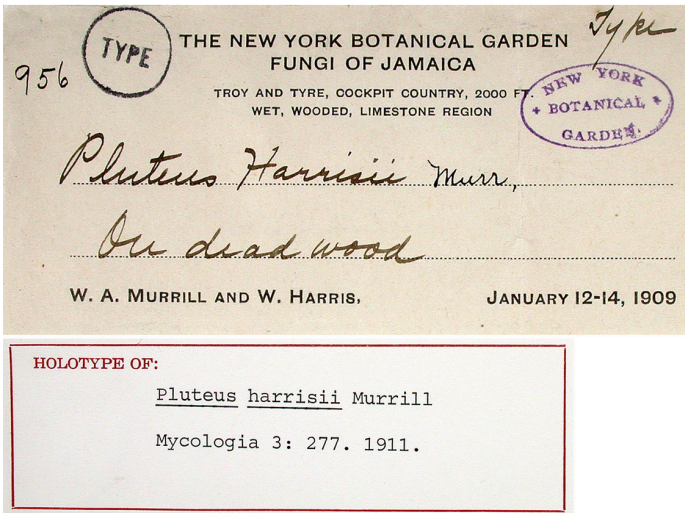 956
TYPE
Type
THE NEW YORK BOTANICAL GARDEN
FUNGI OF JAMAICA
TROY AND TYRE, COCKPIT COUNTRY, 2000 FT.
WET, WOODED, LIMESTONE REGION
NEW YORK
BOTANICAL
GARDEN.
Pluteus Harrisii Murr,
On dead wood
W. A. MURRILL AND W. HARRIS,
JANUARY 12-14, 1909
HOLOTYPE OF:
Pluteus harrisii Murrill
Mycologia 3: 277. 1911.